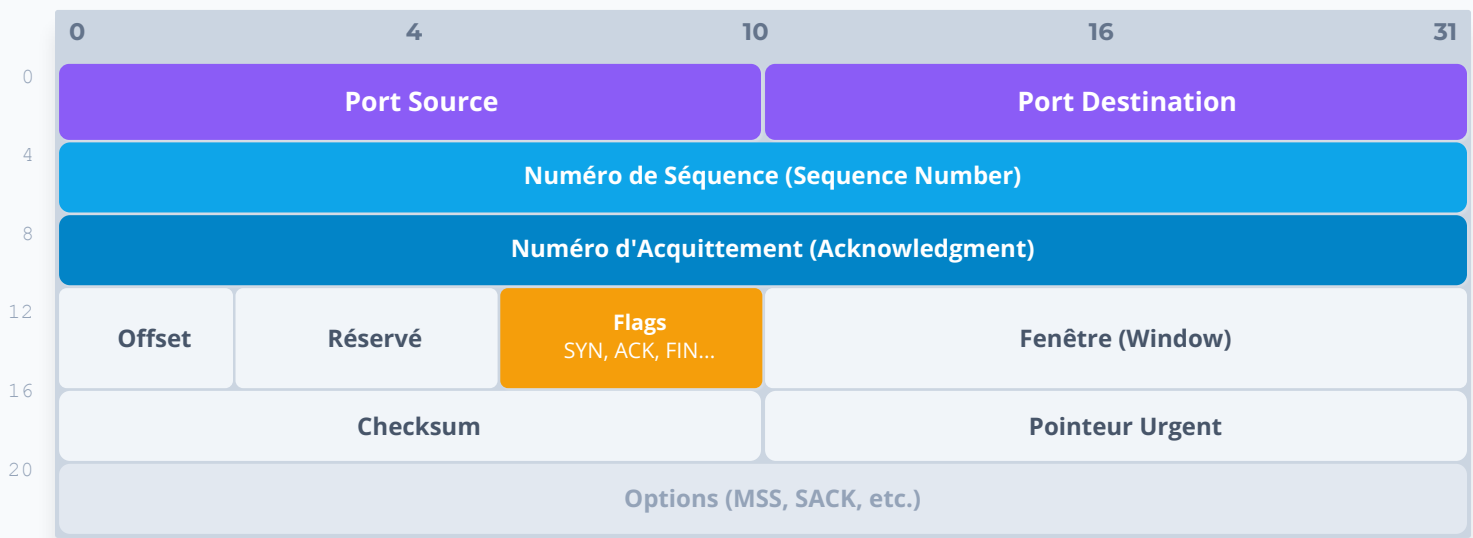 0 4 10 16 31
0
Port Source Port Destination
4
Numéro de Séquence (Sequence Number)
8
Numéro d'Acquittement (Acknowledgment)
12
Offset Réservé Flags Fenêtre (Window)
SYN, ACK, FIN...
16
Checksum Pointeur Urgent
20
Options (MSS, SACK, etc.)